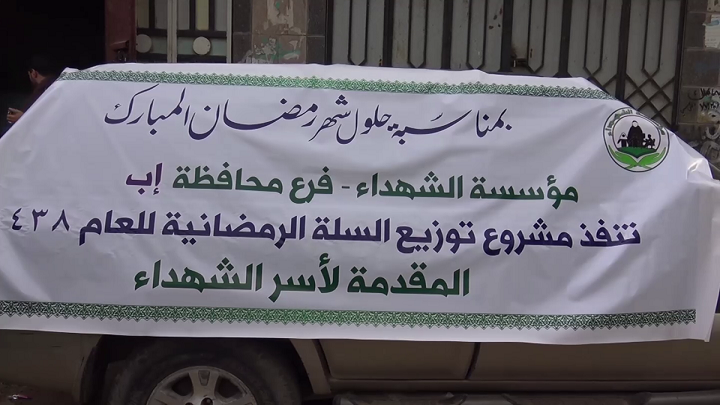 بمناسبة حلول شهر رمضان المبارك
مؤسسة الشهداء - فرع محافظة إب
تنفذ مشروع توزيع السلة الرمضانية للعام ٤٣٨
المقدمة لأسر الشهداء